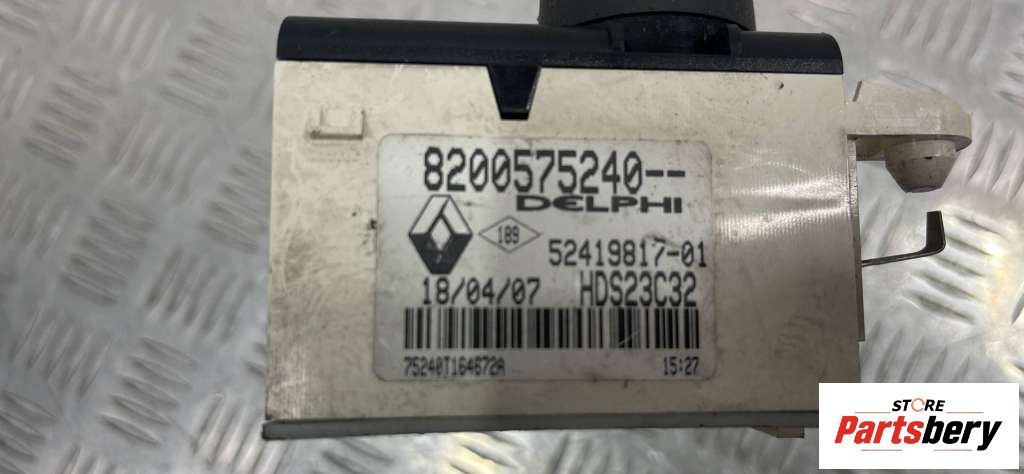 8200575240--
DELPHI
189
52419817-01
18/04/07 HDS23C32
75240T164672A 15:27
STORE
Partsbery